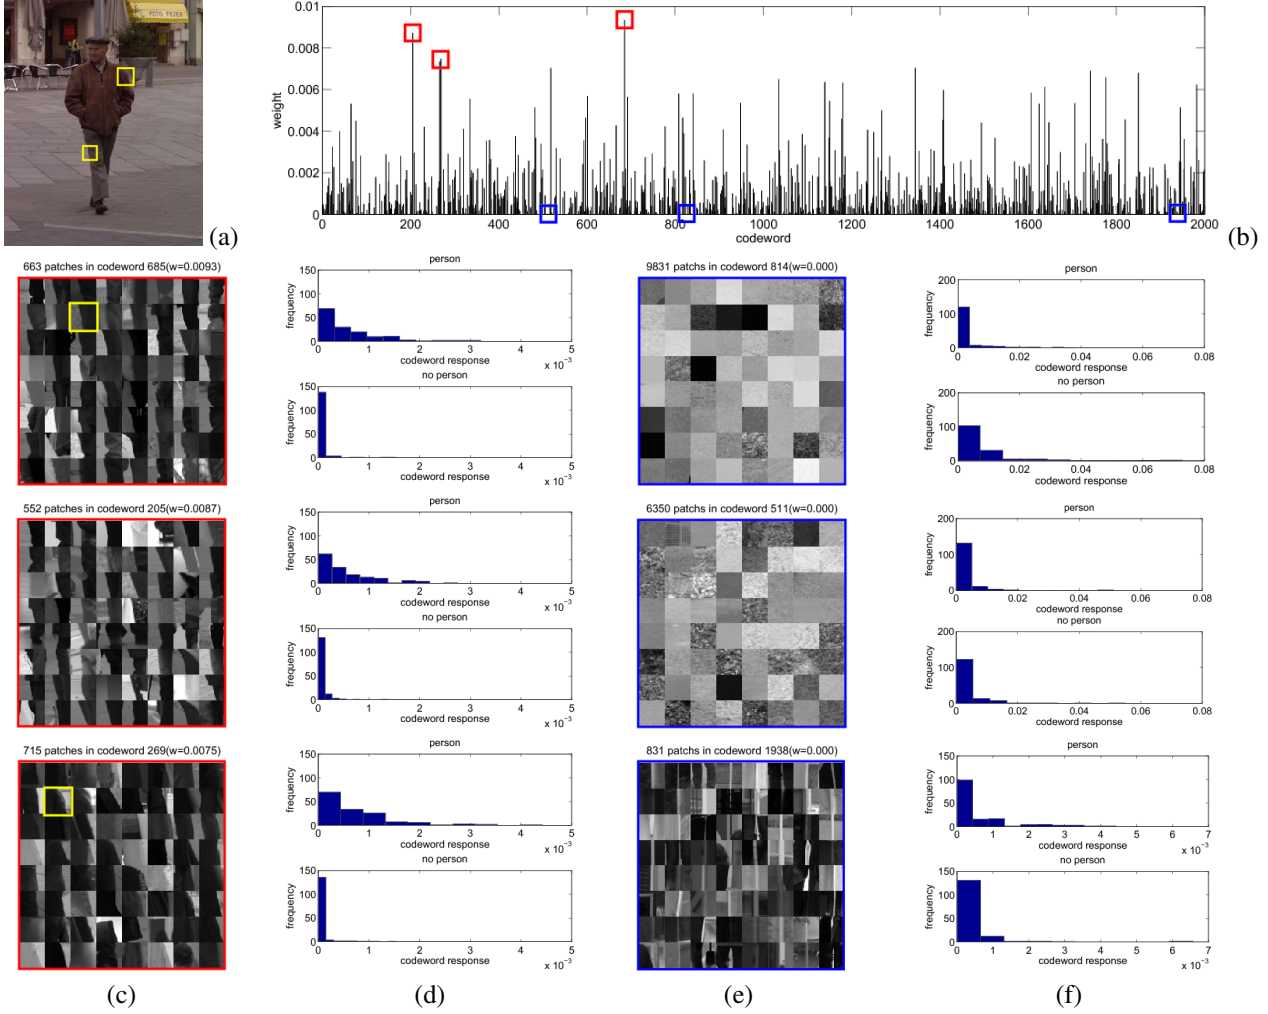 FOTO FEJER
(a)
0.01
0.008
0.006
0.004
0.002
0
weight
0 200 400 600 800 1000 1200 1400 1600 1800 2000
codeword
(b)
663 patches in codeword 685(w=0.0093)
person
150
100
50
0
frequency
0 1 2 3 4 5
codeword response
x 10⁻³
no person
150
100
50
0
frequency
0 1 2 3 4 5
codeword response
x 10⁻³
9831 patchs in codeword 814(w=0.000)
person
200
100
0
frequency
0 0.02 0.04 0.06 0.08
codeword response
no person
200
100
0
frequency
0 0.02 0.04 0.06 0.08
codeword response
552 patches in codeword 205(w=0.0087)
person
150
100
50
0
frequency
0 1 2 3 4 5
codeword response
x 10⁻³
no person
150
100
50
0
frequency
0 1 2 3 4 5
codeword response
x 10⁻³
6350 patchs in codeword 511(w=0.000)
person
200
100
0
frequency
0 0.02 0.04 0.06 0.08
codeword response
no person
200
100
0
frequency
0 0.02 0.04 0.06 0.08
codeword response
715 patches in codeword 269(w=0.0075)
person
150
100
50
0
frequency
0 1 2 3 4 5
codeword response
x 10⁻³
no person
150
100
50
0
frequency
0 1 2 3 4 5
codeword response
x 10⁻³
831 patchs in codeword 1938(w=0.000)
person
150
100
50
0
frequency
0 1 2 3 4 5 6 7
codeword response
x 10⁻³
no person
150
100
50
0
frequency
0 1 2 3 4 5 6 7
codeword response
x 10⁻³
(c) (d) (e) (f)